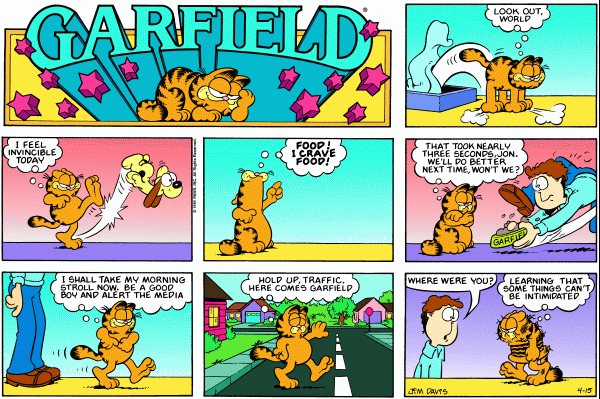 GARFIELD
LOOK OUT,
WORLD
I FEEL
INVINCIBLE
TODAY
FOOD!
I CRAVE
FOOD!
THAT TOOK NEARLY
THREE SECONDS, JON.
WE'LL DO BETTER
NEXT TIME, WON'T WE?
GARFIELD
I SHALL TAKE MY MORNING
STROLL NOW. BE A GOOD
BOY AND ALERT THE MEDIA
HOLD UP, TRAFFIC.
HERE COMES GARFIELD
WHERE WERE YOU?
LEARNING THAT
SOME THINGS CAN'T
BE INTIMIDATED
JIM DAVIS
4-15